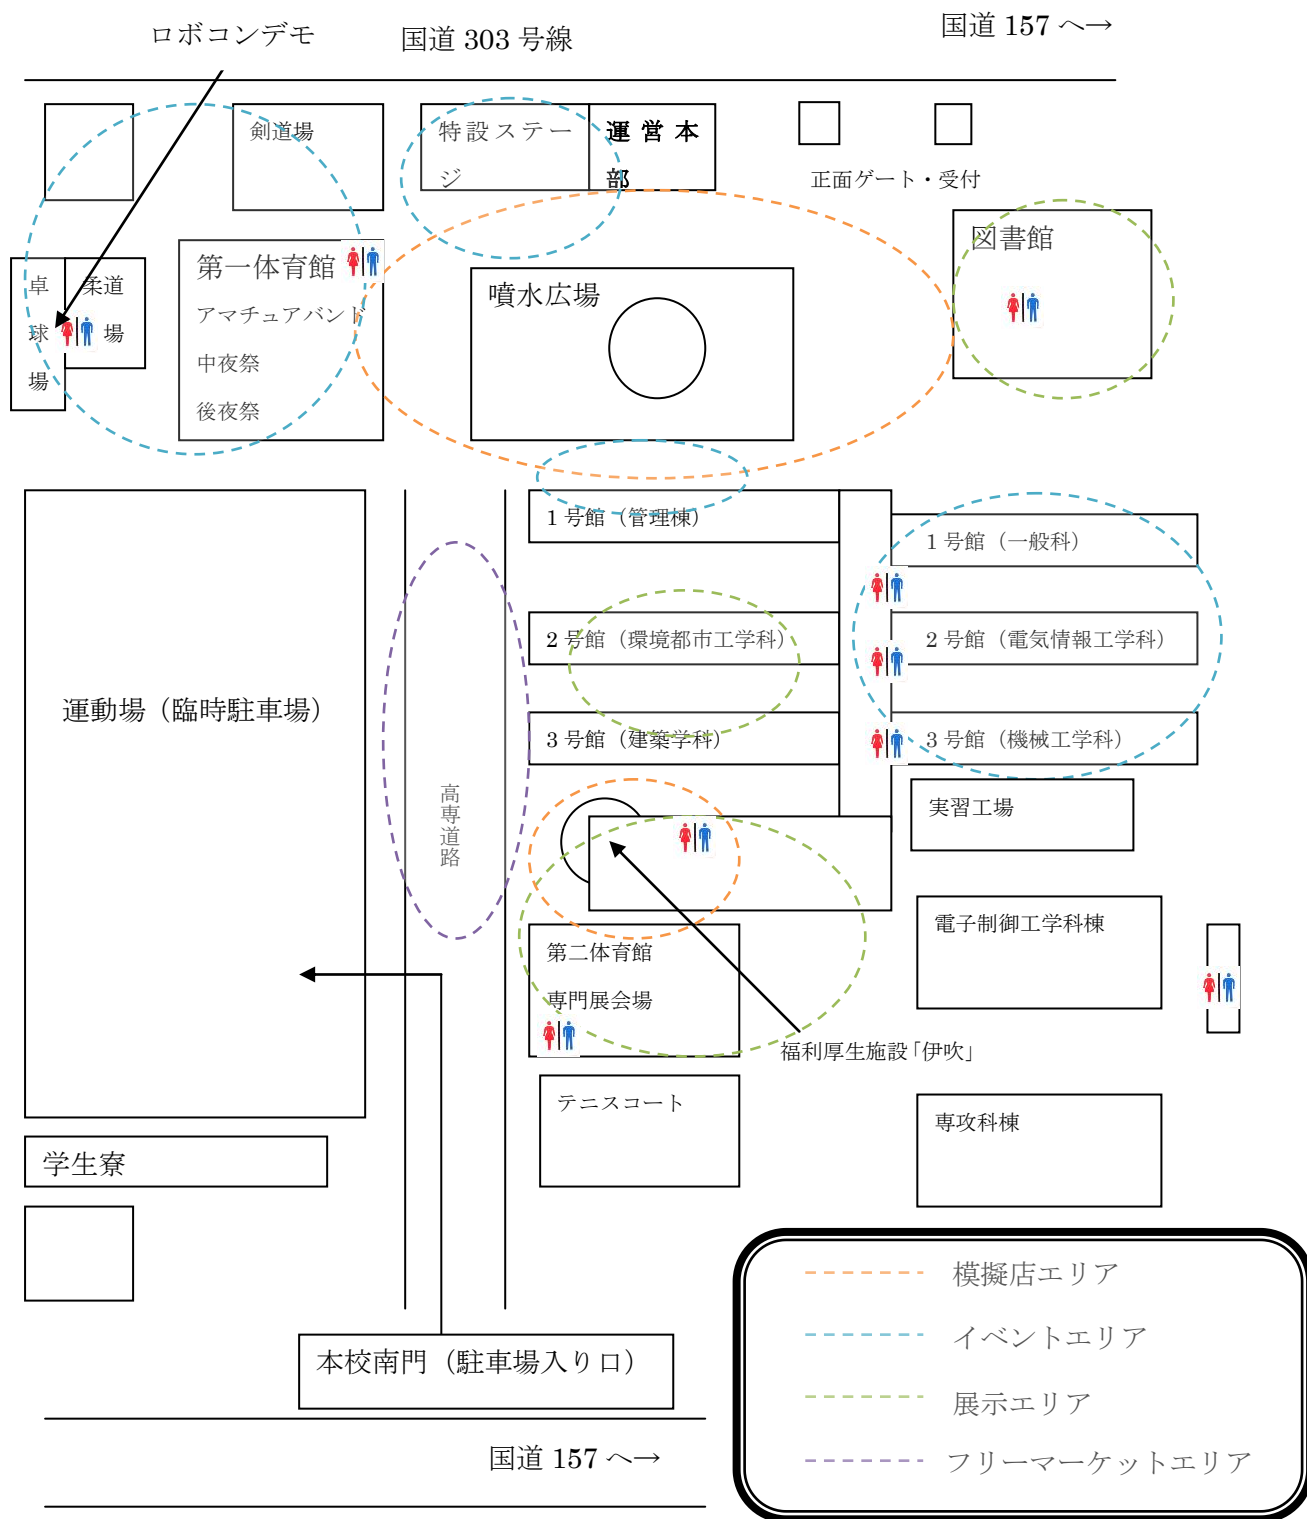 ロボコンデモ
国道 303 号線
国道 157 へ→
剣道場
特設ステー
ジ
運営本
部
正面ゲート・受付
図書館
第一体育館
アマチュアバンド
中夜祭
後夜祭
卓
球
場
柔道
場
噴水広場
1 号館（管理棟）
1 号館（一般科）
2 号館（環境都市工学科）
2 号館（電気情報工学科）
3 号館（建築学科）
3 号館（機械工学科）
運動場（臨時駐車場）
高専道路
実習工場
電子制御工学科棟
第二体育館
専門展会場
福利厚生施設「伊吹」
テニスコート
専攻科棟
学生寮
本校南門（駐車場入り口）
国道 157 へ→
模擬店エリア
イベントエリア
展示エリア
フリーマーケットエリア